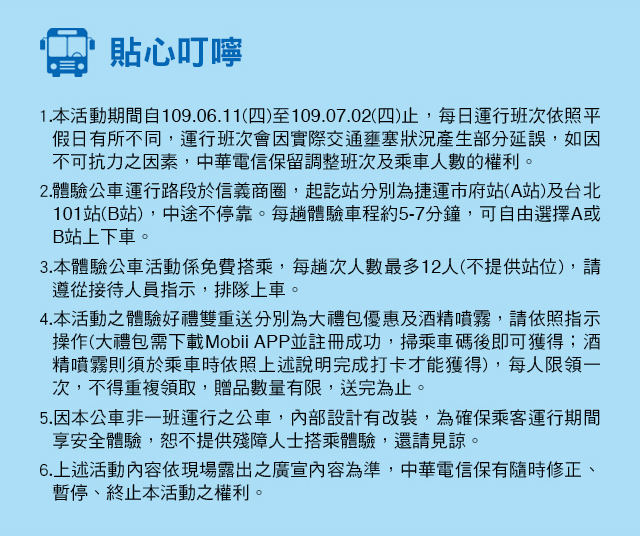 貼心叮嚀
1.本活動期間自109.06.11(四)至109.07.02(四)止，每日運行班次依照平
假日有所不同，運行班次會因實際交通壅塞狀況產生部分延誤，如因
不可抗力之因素，中華電信保留調整班次及乘車人數的權利。
2.體驗公車運行路段於信義商圈，起訖站分別為捷運市府站(A站)及台北
101站(B站)，中途不停靠。每趟體驗車程約5-7分鐘，可自由選擇A或
B站上下車。
3.本體驗公車活動係免費搭乘，每趟次人數最多12人(不提供站位)，請
遵從接待人員指示，排隊上車。
4.本活動之體驗好禮雙重送分別為大禮包優惠及酒精噴霧，請依照指示
操作(大禮包需下載Mobii APP並註冊成功，掃乘車碼後即可獲得；酒
精噴霧則須於乘車時依照上述說明完成打卡才能獲得)，每人限領一
次，不得重複領取，贈品數量有限，送完為止。
5.因本公車非一班運行之公車，內部設計有改裝，為確保乘客運行期間
享安全體驗，恕不提供殘障人士搭乘體驗，還請見諒。
6.上述活動內容依現場露出之廣宣內容為準，中華電信保有隨時修正、
暫停、終止本活動之權利。